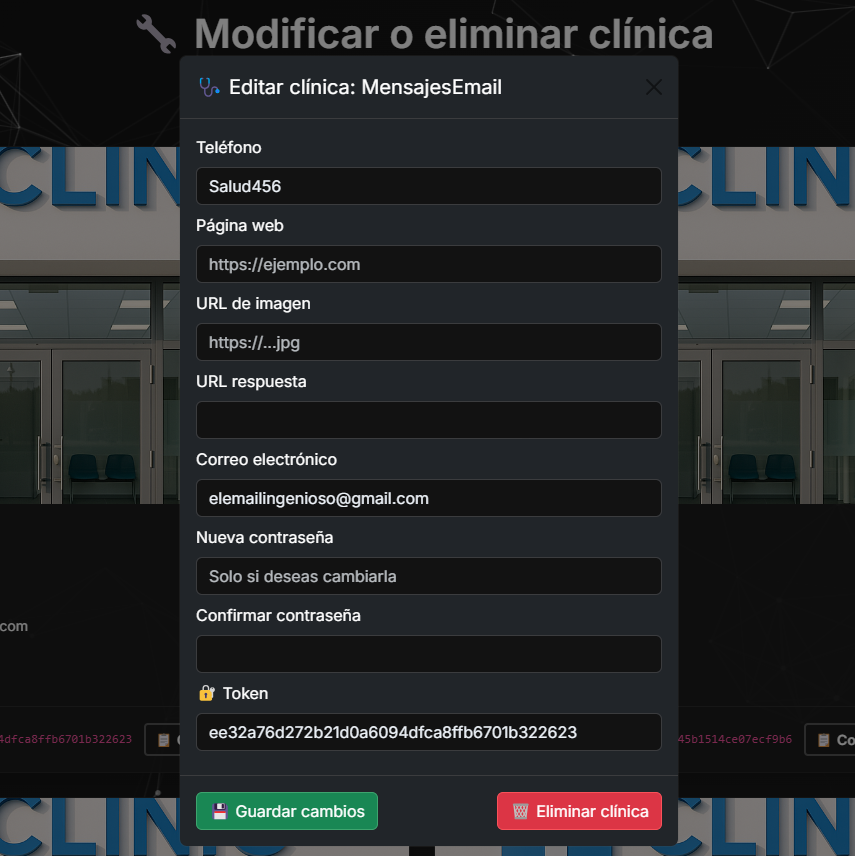 Modificar o eliminar clínica
Editar clínica: MensajesEmail
CLIN
CLIN
Teléfono
Salud456
Página web
https://ejemplo.com
URL de imagen
https://...jpg
URL respuesta
Correo electrónico
elemailingenioso@gmail.com
Nueva contraseña
Solo si deseas cambiarla
Confirmar contraseña
com
Token
ee32a76d272b21d0a6094dfca8ffb6701b322623
4dfca8ffb6701b322623
45b1514ce07ecf9b6
Co
Guardar cambios
Eliminar clínica